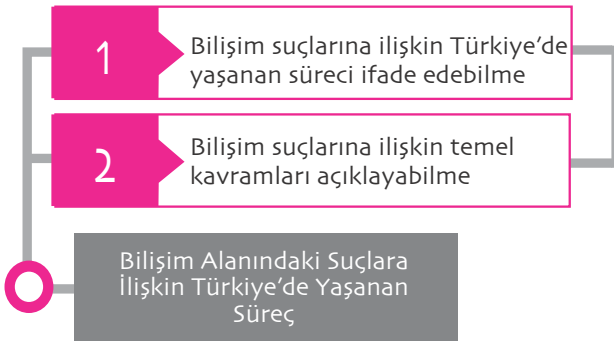 1
Bilişim suçlarına ilişkin Türkiye’de
yaşanan süreci ifade edebilme
2
Bilişim suçlarına ilişkin temel
kavramları açıklayabilme
Bilişim Alanındaki Suçlara
İlişkin Türkiye’de Yaşanan
Süreç